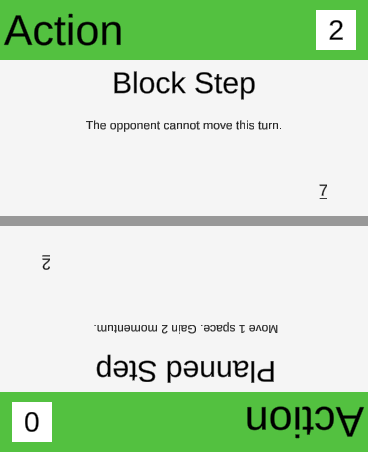 Action
2
Block Step
The opponent cannot move this turn.
7
Action
0
Planned Step
Move 1 space. Gain 2 momentum.
2